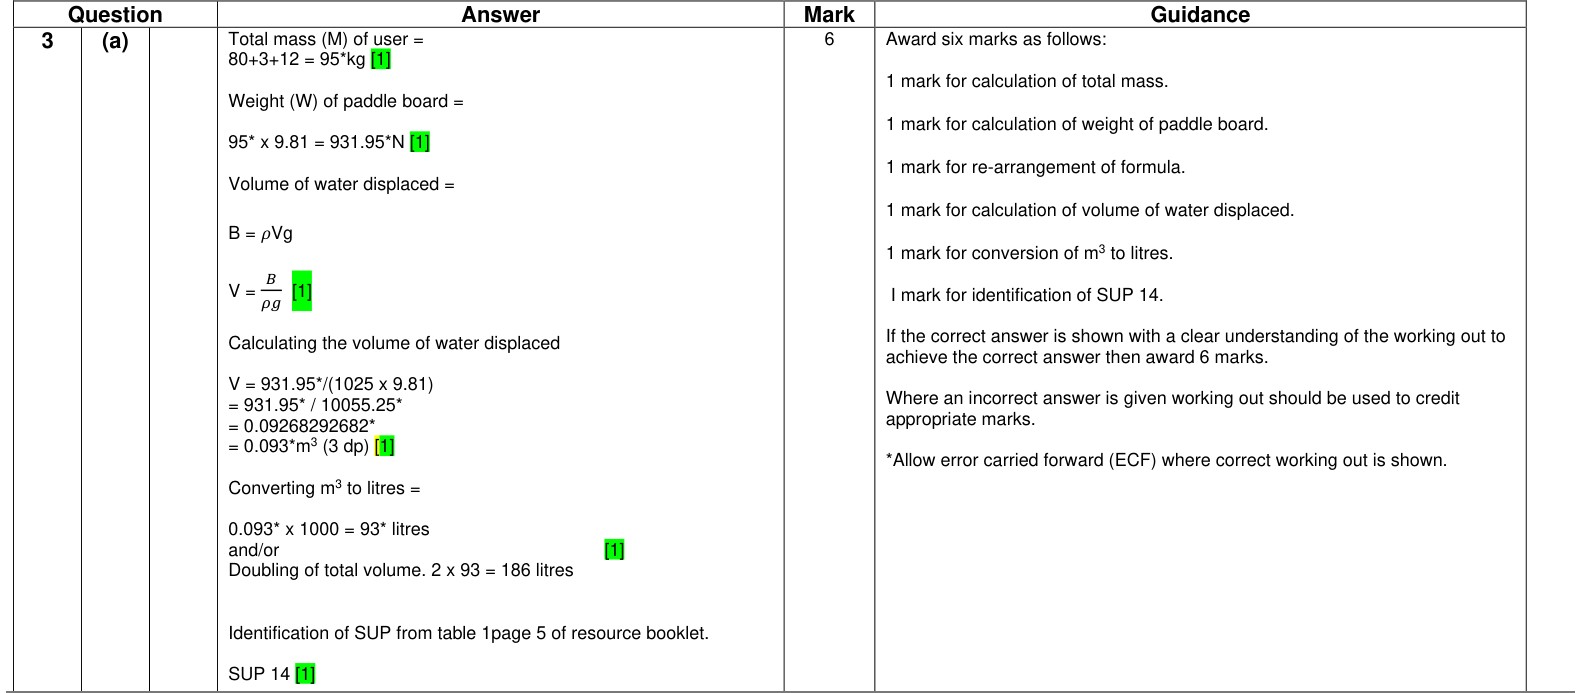 Question Answer Mark Guidance
3 (a) Total mass (M) of user = 6 Award six marks as follows:
80+3+12 = 95*kg [1]
1 mark for calculation of total mass.
Weight (W) of paddle board =
1 mark for calculation of weight of paddle board.
95* x 9.81 = 931.95*N [1]
1 mark for re-arrangement of formula.
Volume of water displaced =
1 mark for calculation of volume of water displaced.
B = ρVg
1 mark for conversion of m³ to litres.
V = B/ρg [1]
I mark for identification of SUP 14.
Calculating the volume of water displaced
If the correct answer is shown with a clear understanding of the working out to
achieve the correct answer then award 6 marks.
V = 931.95*/(1025 x 9.81)
= 931.95* / 10055.25*
= 0.09268292682*
= 0.093*m³ (3 dp) [1]
Where an incorrect answer is given working out should be used to credit
appropriate marks.
*Allow error carried forward (ECF) where correct working out is shown.
Converting m³ to litres =
0.093* x 1000 = 93* litres
and/or [1]
Doubling of total volume. 2 x 93 = 186 litres
Identification of SUP from table 1page 5 of resource booklet.
SUP 14 [1]